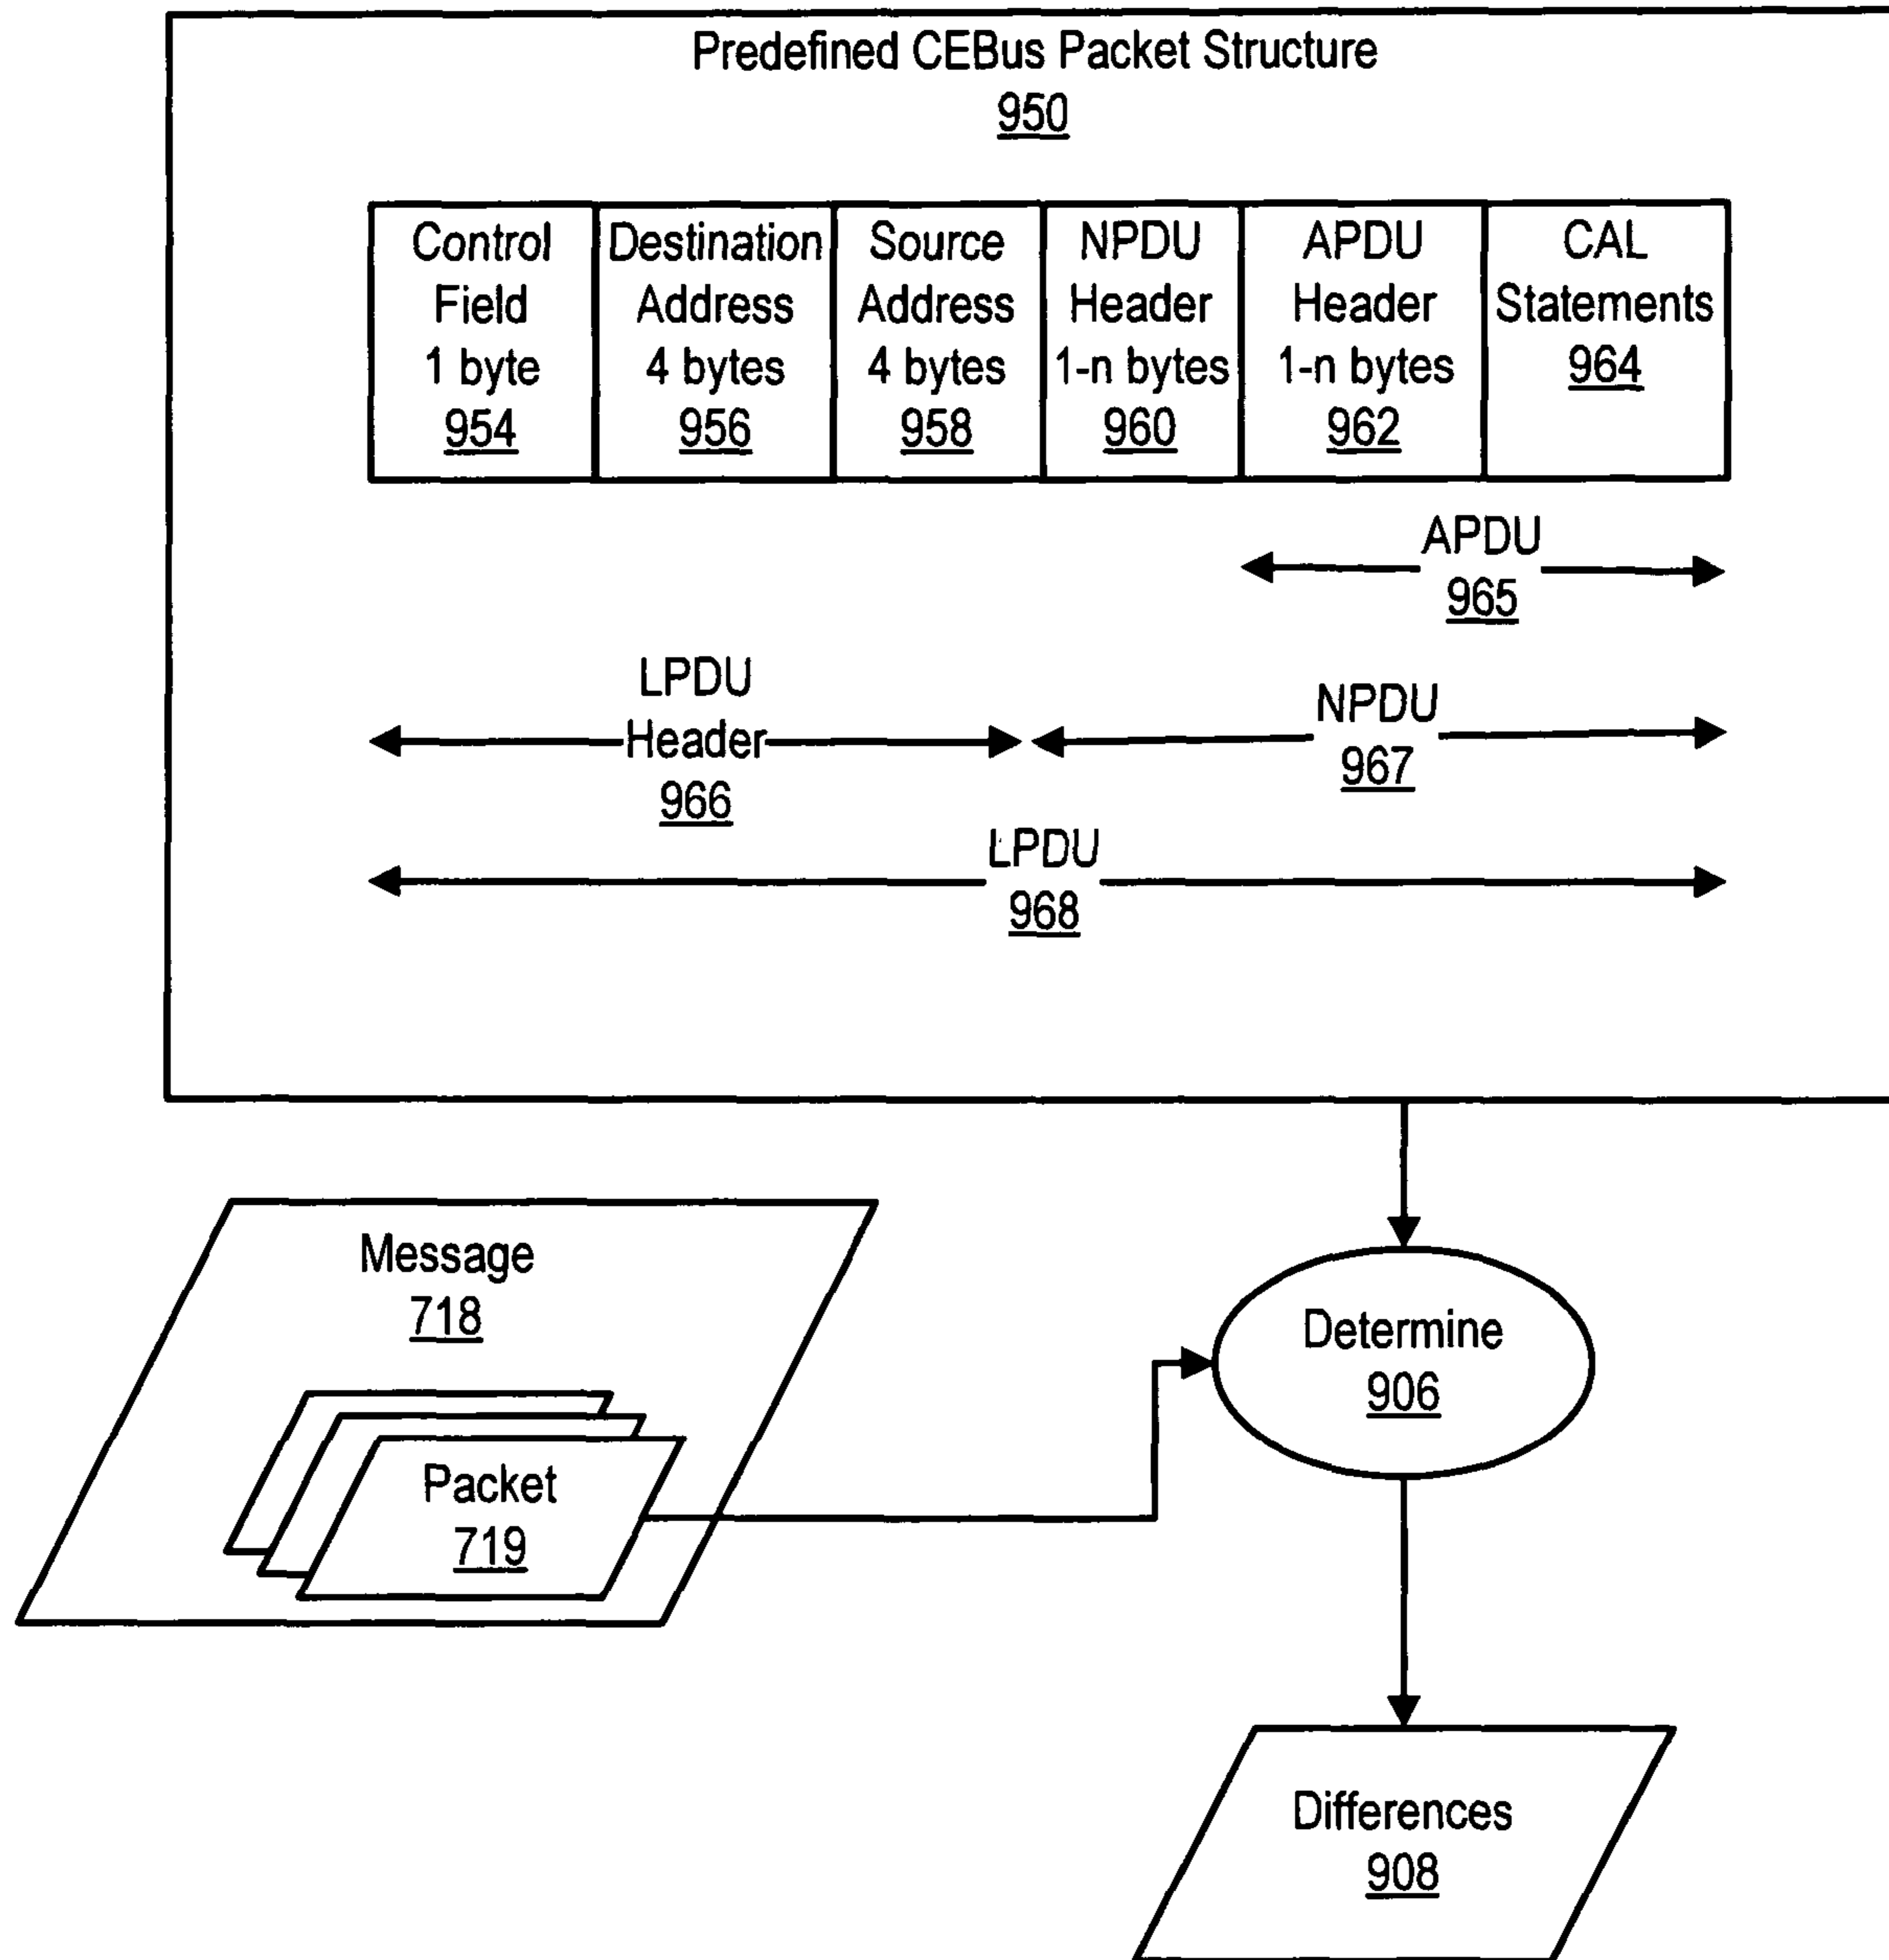 Predefined CEBus Packet Structure
950
Control
Field
1 byte
954
Destination
Address
4 bytes
956
Source
Address
4 bytes
958
NPDU
Header
1-n bytes
960
APDU
Header
1-n bytes
962
CAL
Statements
964
APDU
965
LPDU
Header
966
NPDU
967
LPDU
968
Message
718
Packet
719
Determine
906
Differences
908